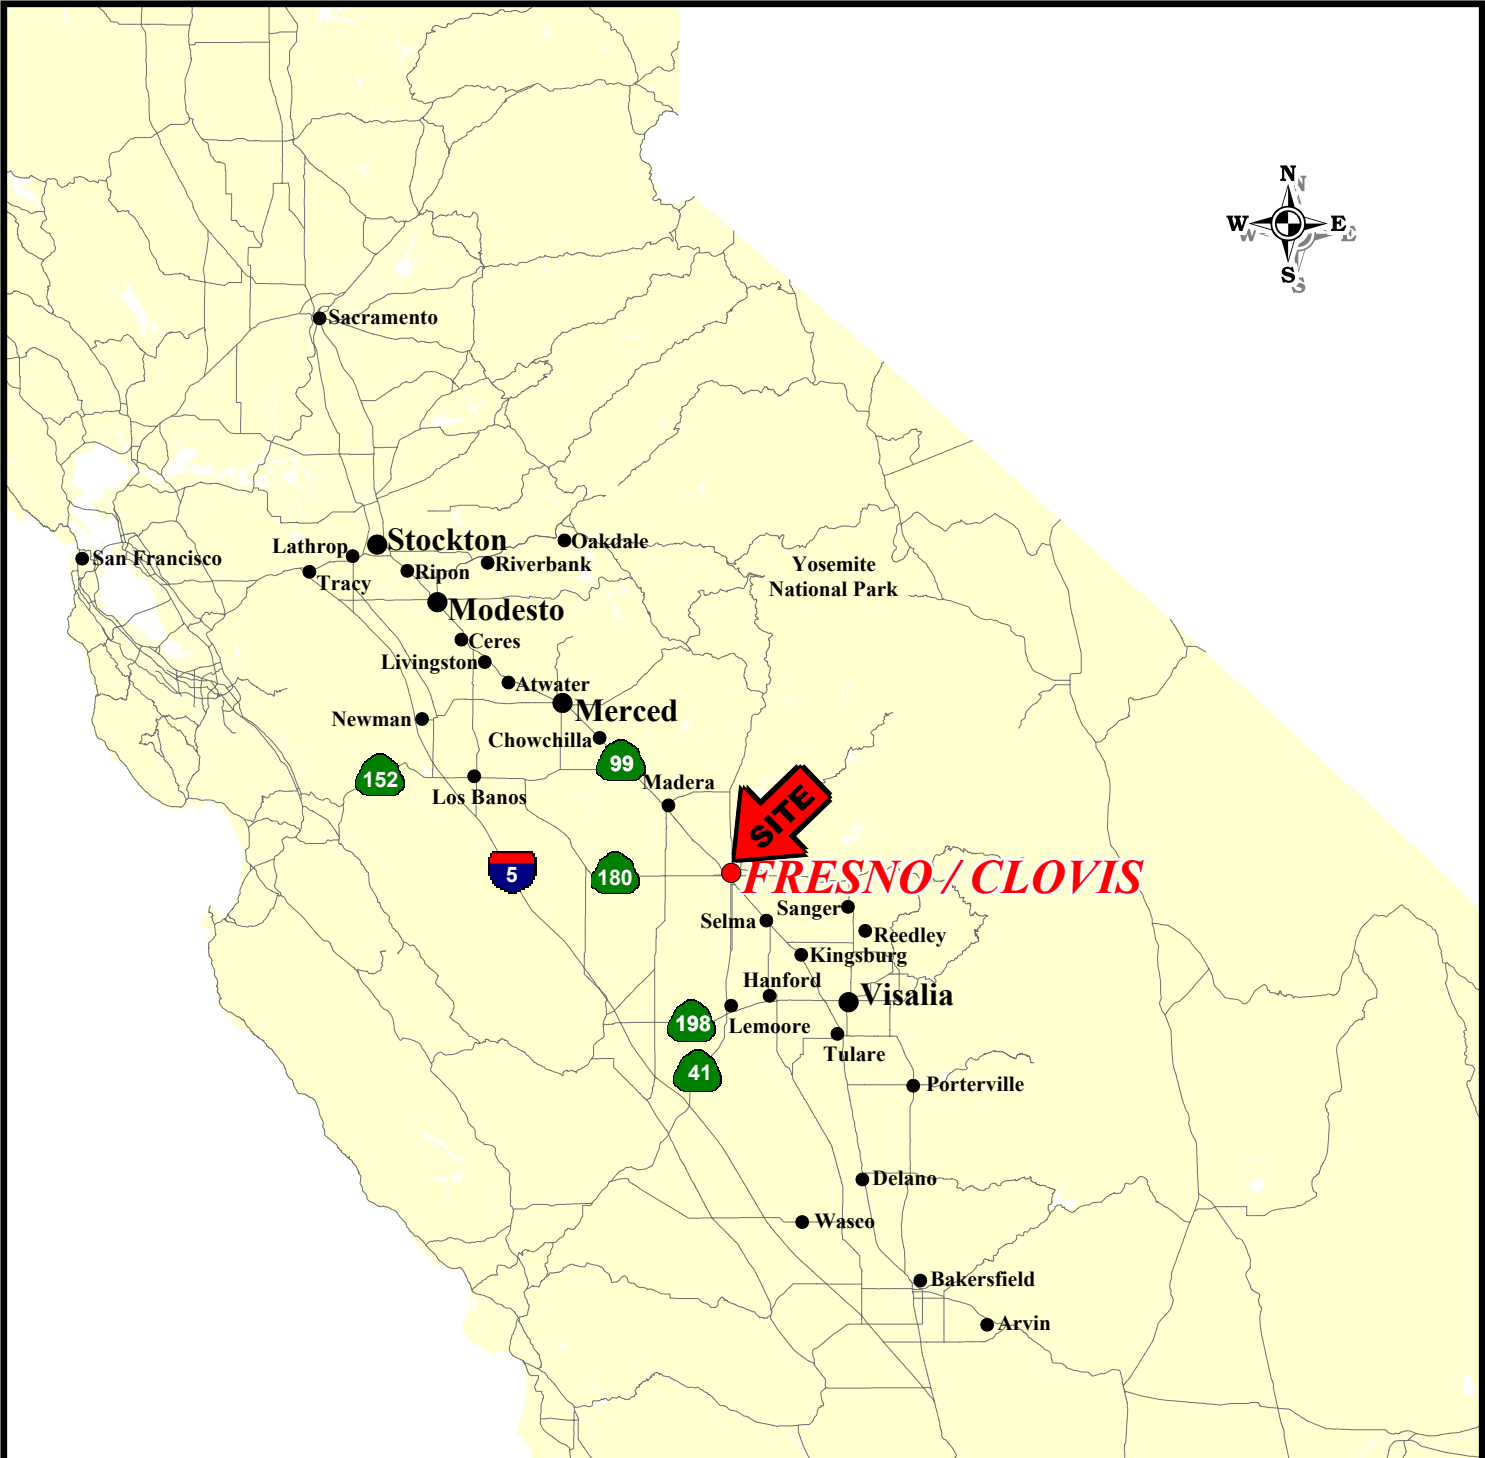 N
N
W
E
W
E
S
S
Sacramento
Stockton
Lathrop
Oakdale
San Francisco
Riverbank
Yosemite
National Park
Tracy
Ripon
Modesto
Ceres
Livingston
Atwater
Merced
Newman
Chowchilla
99
152
Madera
Los Banos
SITE
5
180
FRESNO / CLOVIS
Sanger
Selma
Reedley
Kingsburg
Hanford
Visalia
198
Lemoore
Tulare
41
Porterville
Delano
Wasco
Bakersfield
Arvin